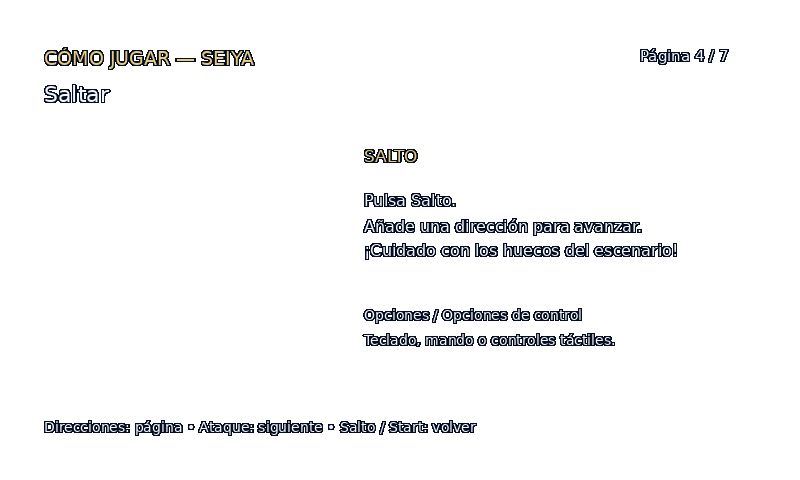 CÓMO JUGAR — SEIYA
Página 4 / 7
Saltar
SALTO
Pulsa Salto.
Añade una dirección para avanzar.
¡Cuidado con los huecos del escenario!
Opciones / Opciones de control
Teclado, mando o controles táctiles.
Direcciones: página • Ataque: siguiente • Salto / Start: volver